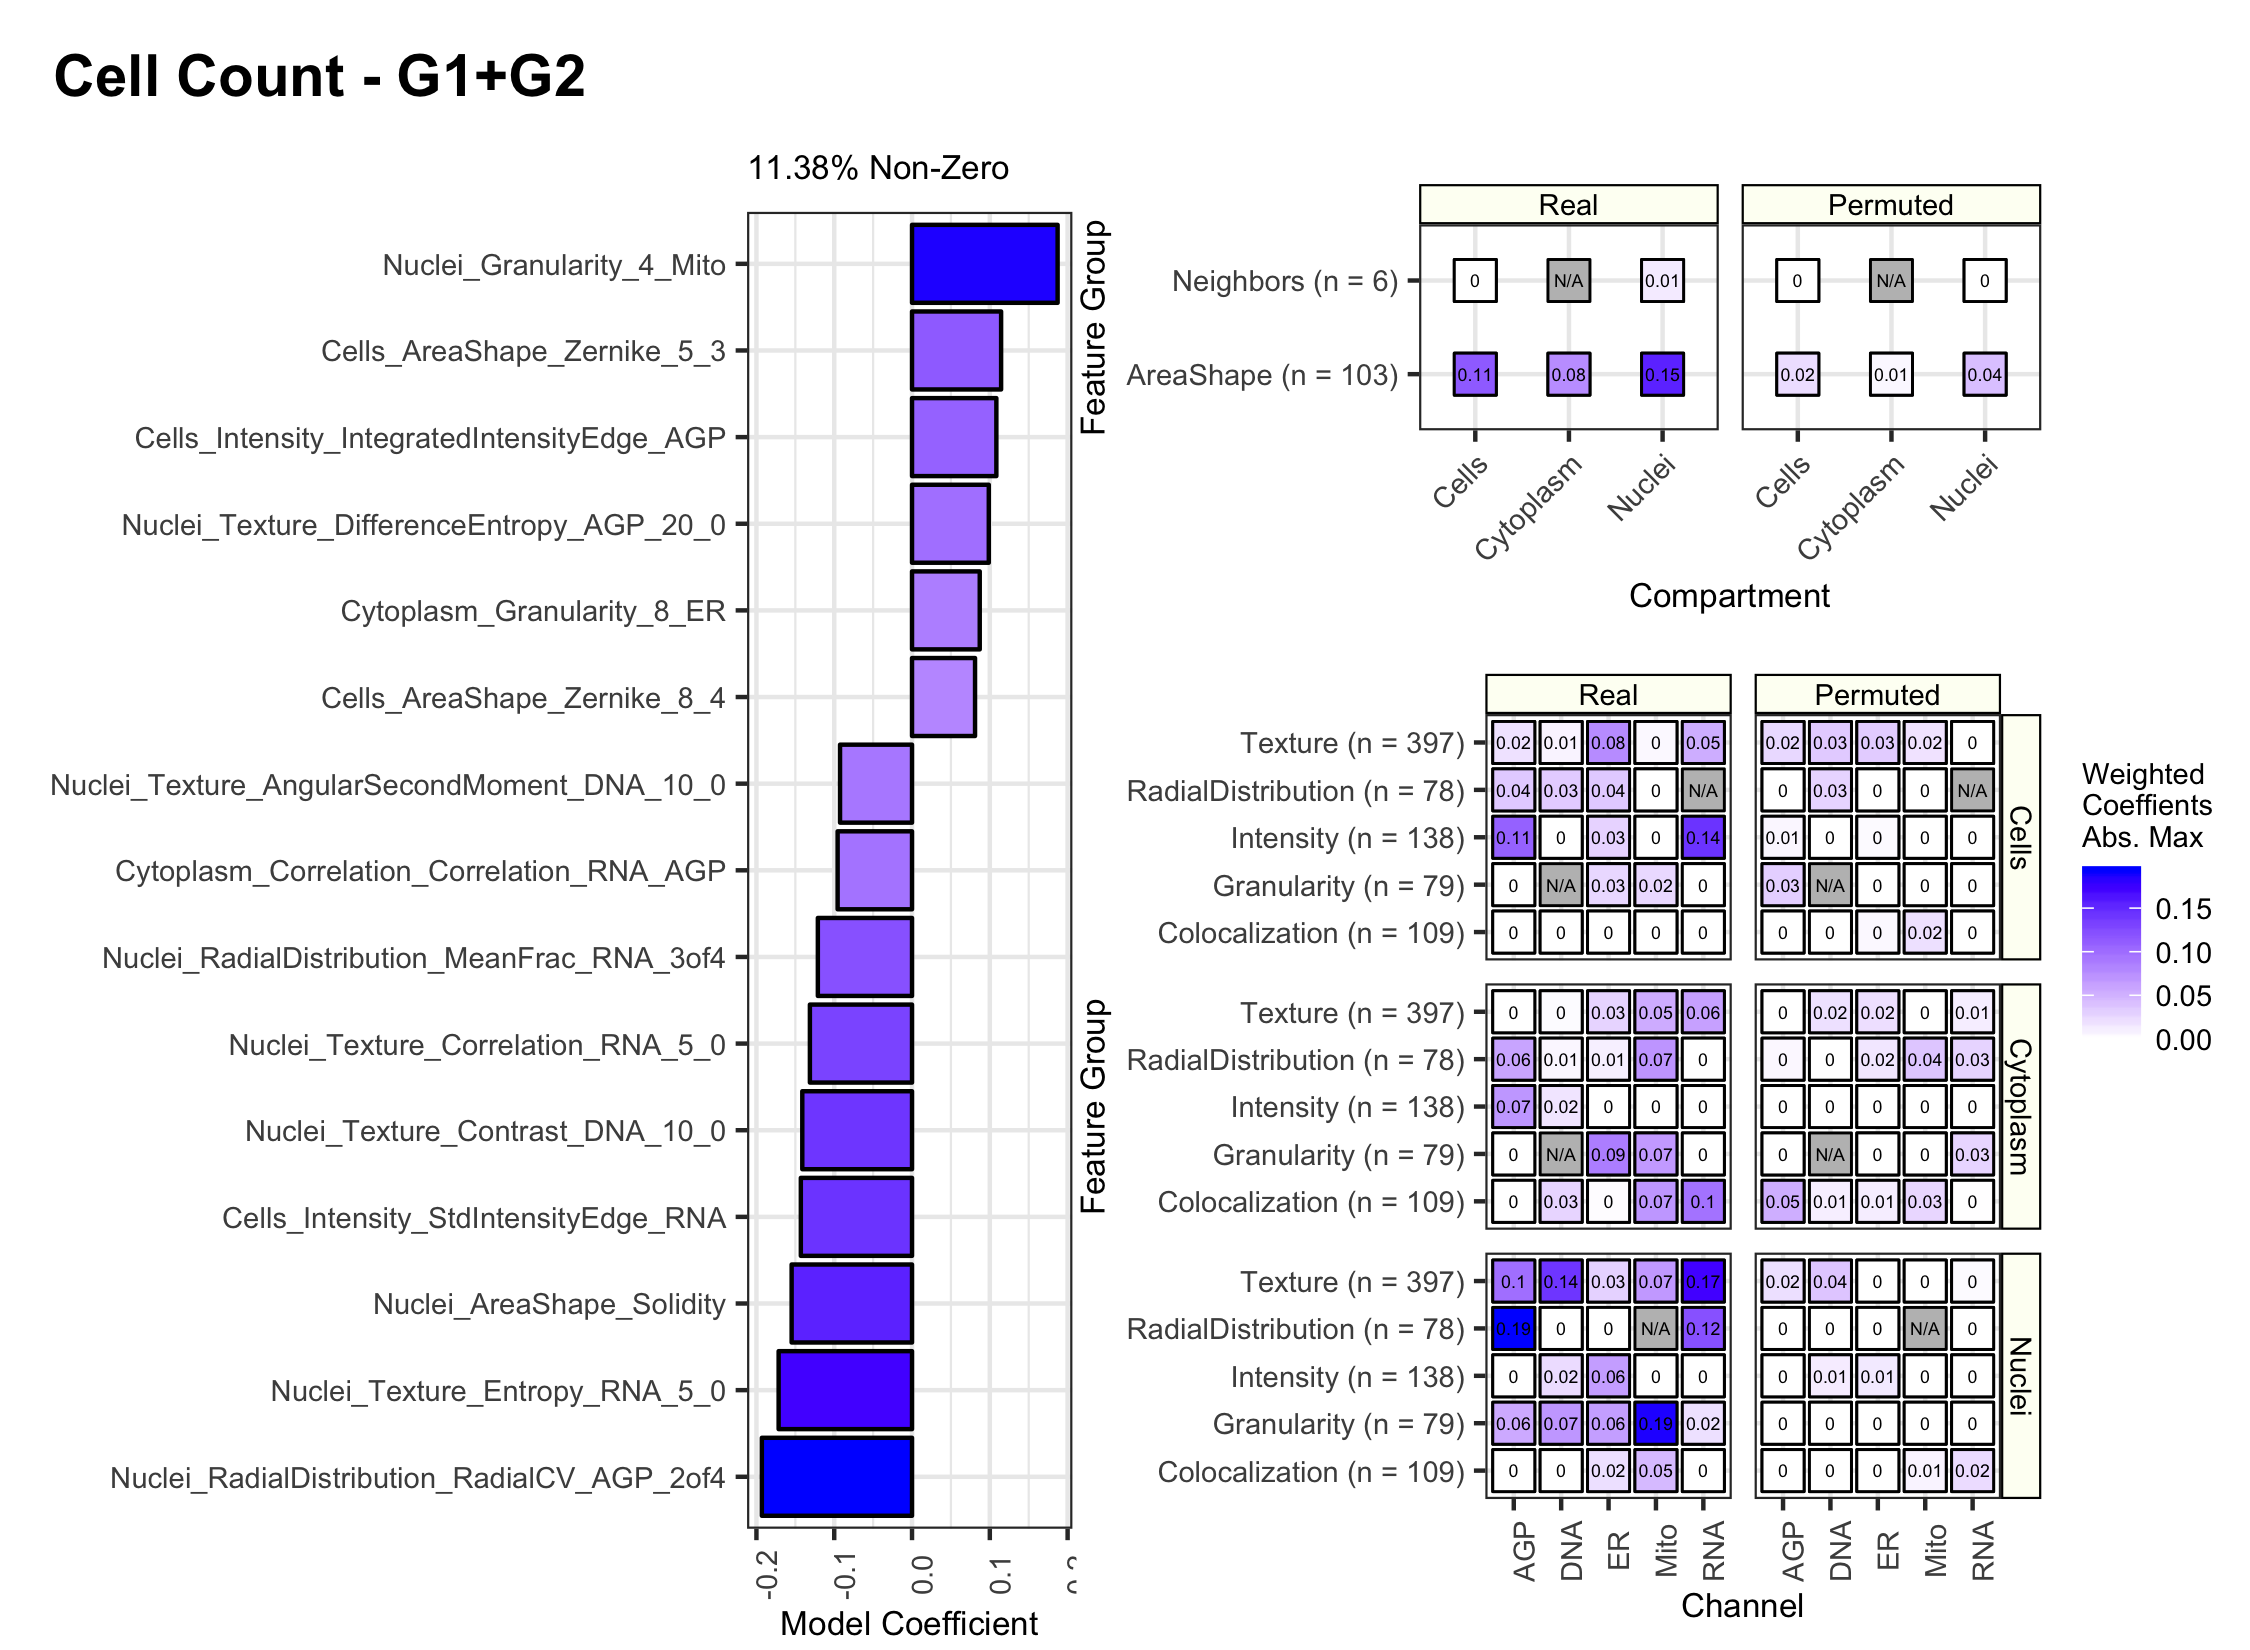 Cell Count - G1+G2
11.38% Non-Zero
Nuclei_Granularity_4_Mito
Cells_AreaShape_Zernike_5_3
Cells_Intensity_IntegratedIntensityEdge_AGP
Nuclei_Texture_DifferenceEntropy_AGP_20_0
Cytoplasm_Granularity_8_ER
Cells_AreaShape_Zernike_8_4
Nuclei_Texture_AngularSecondMoment_DNA_10_0
Cytoplasm_Correlation_Correlation_RNA_AGP
Nuclei_RadialDistribution_MeanFrac_RNA_3of4
Nuclei_Texture_Correlation_RNA_5_0
Nuclei_Texture_Contrast_DNA_10_0
Cells_Intensity_StdIntensityEdge_RNA
Nuclei_AreaShape_Solidity
Nuclei_Texture_Entropy_RNA_5_0
Nuclei_RadialDistribution_RadialCV_AGP_2of4
-0.2 -0.1 0.0 0.1
Model Coefficient
Feature Group
Real Permuted
Neighbors (n = 6) 0 N/A 0.01 0 N/A 0
AreaShape (n = 103) 0.11 0.08 0.15 0.02 0.01 0.04
Cells Cytoplasm Nuclei Cells Cytoplasm Nuclei
Compartment
Feature Group
Real Permuted
Texture (n = 397) 0.02 0.01 0.08 0 0.05 0.02 0.03 0.03 0.02 0
RadialDistribution (n = 78) 0.04 0.03 0.04 0 N/A 0 0.03 0 0 N/A
Intensity (n = 138) 0.11 0 0.03 0 0.14 0.01 0 0 0 0
Granularity (n = 79) 0 N/A 0.03 0.02 0 0.03 N/A 0 0 0
Colocalization (n = 109) 0 0 0 0 0 0 0 0 0.02 0
Cells
Texture (n = 397) 0 0 0.03 0.05 0.06 0 0.02 0.02 0 0.01
RadialDistribution (n = 78) 0.06 0.01 0.01 0.07 0 0 0 0.02 0.04 0.03
Intensity (n = 138) 0.07 0.02 0 0 0 0 0 0 0 0
Granularity (n = 79) 0 N/A 0.09 0.07 0 0 N/A 0 0 0.03
Colocalization (n = 109) 0 0.03 0 0.07 0.1 0.05 0.01 0.01 0.03 0
Cytoplasm
Texture (n = 397) 0.1 0.14 0.03 0.07 0.17 0.02 0.04 0 0 0
RadialDistribution (n = 78) 0.19 0 0 N/A 0.12 0 0 0 N/A 0
Intensity (n = 138) 0 0.02 0.06 0 0 0 0.01 0.01 0 0
Granularity (n = 79) 0.06 0.07 0.06 0.19 0.02 0 0 0 0 0
Colocalization (n = 109) 0 0 0.02 0.05 0 0 0 0 0.01 0.02
Nuclei
AGP DNA ER Mito RNA AGP DNA ER Mito RNA
Channel
Weighted
Coeffients
Abs. Max
0.15
0.10
0.05
0.00